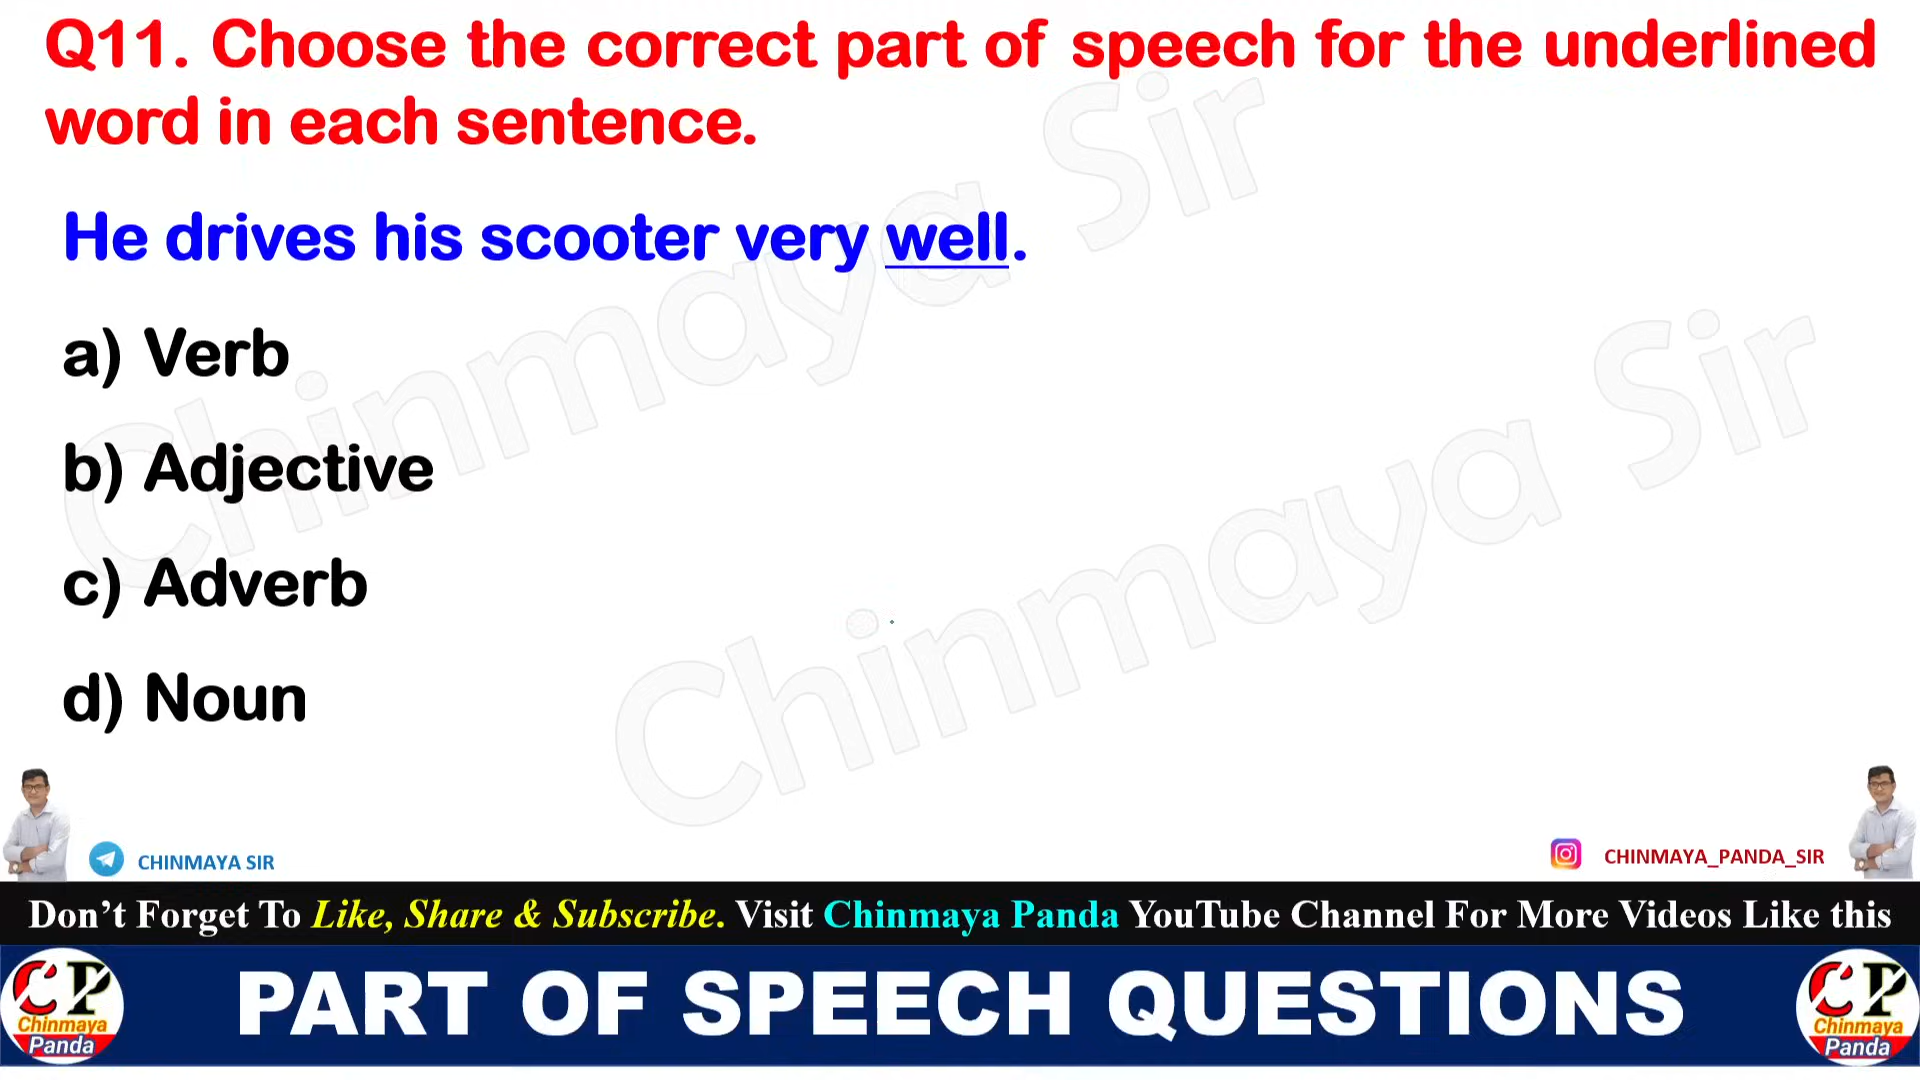 Q11. Choose the correct part of speech for the underlined
word in each sentence.
He drives his scooter very well.
a) Verb
b) Adjective
c) Adverb
d) Noun
Chinmaya Sir
Chinmaya Sir
CHINMAYA SIR
CHINMAYA_PANDA_SIR
Don’t Forget To Like, Share & Subscribe. Visit Chinmaya Panda YouTube Channel For More Videos Like this
CP
Chinmaya
Panda
PART OF SPEECH QUESTIONS
CP
Chinmaya
Panda